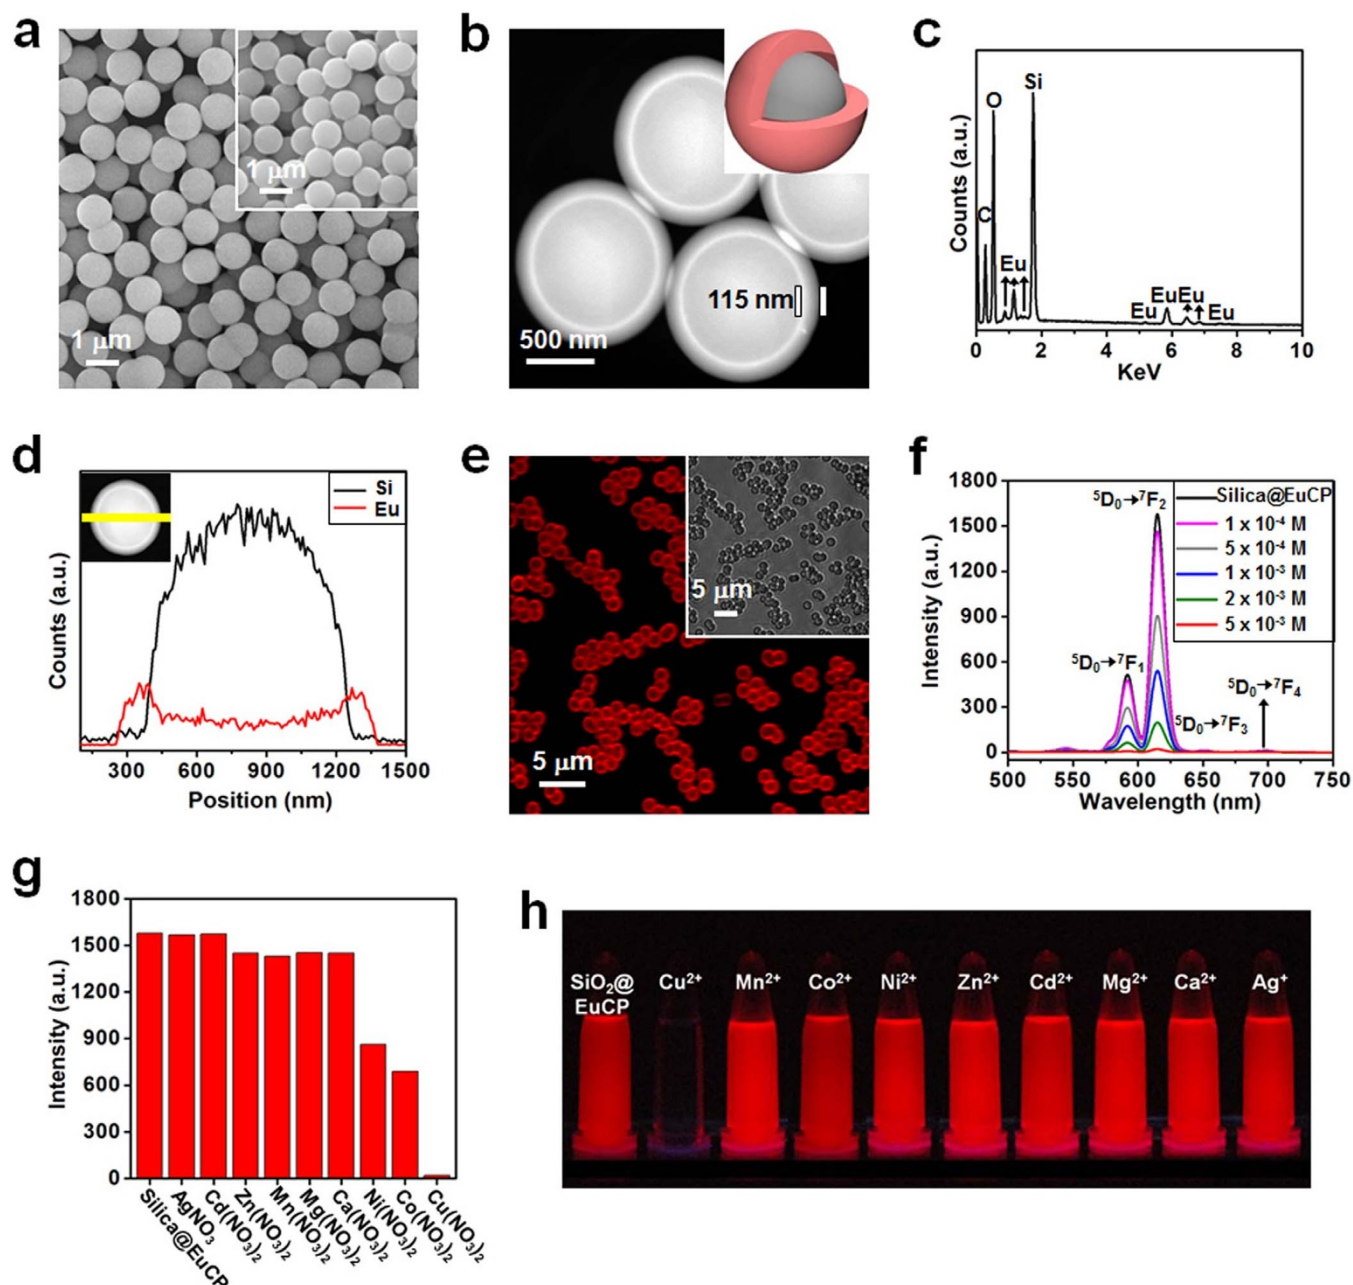 a
1 μm
1 μm
b
115 nm
500 nm
c
Counts (a.u.)
C
O
Eu
Si
Eu
Eu
Eu
Eu
0
2
4
6
8
10
KeV
d
Si
Eu
Counts (a.u.)
300
600
900
1200
1500
Position (nm)
e
5 μm
5 μm
f
1800
1500
1200
900
600
300
0
Intensity (a.u.)
⁵D₀→⁷F₂
⁵D₀→⁷F₁
⁵D₀→⁷F₃
⁵D₀→⁷F₄
Silica@EuCP
1 x 10⁻⁴ M
5 x 10⁻⁴ M
1 x 10⁻³ M
2 x 10⁻³ M
5 x 10⁻³ M
500
550
600
650
700
750
Wavelength (nm)
g
1800
1500
1200
900
600
300
0
Intensity (a.u.)
Silica@EuCP
AgNO₃
Cd(NO₃)₂
Zn(NO₃)₂
Mn(NO₃)₂
Mg(NO₃)₂
Ca(NO₃)₂
Ni(NO₃)₂
Co(NO₃)₂
Cu(NO₃)₂
h
SiO₂@
EuCP
Cu²⁺
Mn²⁺
Co²⁺
Ni²⁺
Zn²⁺
Cd²⁺
Mg²⁺
Ca²⁺
Ag⁺